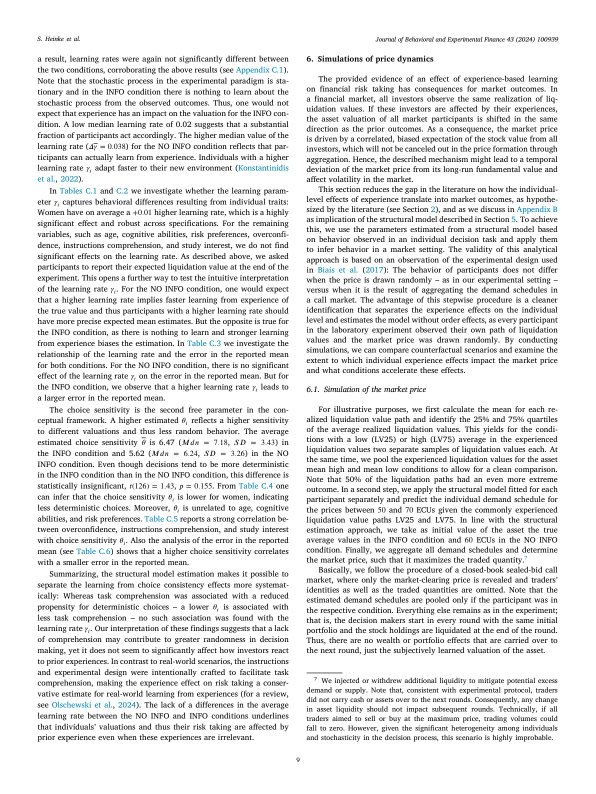 S. Heinke et al.
Journal of Behavioral and Experimental Finance 43 (2024) 100939
a result, learning rates were again not significantly different between
the two conditions, corroborating the above results (see Appendix C.1).
Note that the stochastic process in the experimental paradigm is sta-
tionary and in the INFO condition there is nothing to learn about the
stochastic process from the observed outcomes. Thus, one would not
expect that experience has an impact on the valuation for the INFO con-
dition. A low median learning rate of 0.02 suggests that a substantial
fraction of participants act accordingly. The higher median value of the
learning rate (Δγ̃ = 0.038) for the NO INFO condition reflects that par-
ticipants can actually learn from experience. Individuals with a higher
learning rate γᵢ adapt faster to their new environment (Konstantinidis
et al., 2022).
In Tables C.1 and C.2 we investigate whether the learning param-
eter γᵢ captures behavioral differences resulting from individual traits:
Women have on average a +0.01 higher learning rate, which is a highly
significant effect and robust across specifications. For the remaining
variables, such as age, cognitive abilities, risk preferences, overconfi-
dence, instructions comprehension, and study interest, we do not find
significant effects on the learning rate. As described above, we asked
participants to report their expected liquidation value at the end of the
experiment. This opens a further way to test the intuitive interpretation
of the learning rate γᵢ. For the NO INFO condition, one would expect
that a higher learning rate implies faster learning from experience of
the true value and thus participants with a higher learning rate should
have more precise expected mean estimates. But the opposite is true for
the INFO condition, as there is nothing to learn and stronger learning
from experience biases the estimation. In Table C.3 we investigate the
relationship of the learning rate and the error in the reported mean
for both conditions. For the NO INFO condition, there is no significant
effect of the learning rate γᵢ on the error in the reported mean. But for
the INFO condition, we observe that a higher learning rate γᵢ leads to
a larger error in the reported mean.
The choice sensitivity is the second free parameter in the con-
ceptual framework. A higher estimated θᵢ reflects a higher sensitivity
to different valuations and thus less random behavior. The average
estimated choice sensitivity θ̄ is 6.47 (Mdn = 7.18, SD = 3.43) in
the INFO condition and 5.62 (Mdn = 6.24, SD = 3.26) in the NO
INFO condition. Even though decisions tend to be more deterministic
in the INFO condition than in the NO INFO condition, this difference is
statistically insignificant, t(126) = 1.43, p = 0.155. From Table C.4 one
can infer that the choice sensitivity θᵢ is lower for women, indicating
less deterministic choices. Moreover, θᵢ is unrelated to age, cognitive
abilities, and risk preferences. Table C.5 reports a strong correlation be-
tween overconfidence, instructions comprehension, and study interest
with choice sensitivity θᵢ. Also the analysis of the error in the reported
mean (see Table C.6) shows that a higher choice sensitivity correlates
with a smaller error in the reported mean.
Summarizing, the structural model estimation makes it possible to
separate the learning from choice consistency effects more systemat-
ically: Whereas task comprehension was associated with a reduced
propensity for deterministic choices – a lower θᵢ is associated with
less task comprehension – no such association was found with the
learning rate γᵢ. Our interpretation of these findings suggests that a lack
of comprehension may contribute to greater randomness in decision
making, yet it does not seem to significantly affect how investors react
to prior experiences. In contrast to real-world scenarios, the instructions
and experimental design were intentionally crafted to facilitate task
comprehension, making the experience effect on risk taking a conser-
vative estimate for real-world learning from experiences (for a review,
see Olschewski et al., 2024). The lack of a differences in the average
learning rate between the NO INFO and INFO conditions underlines
that individuals' valuations and thus their risk taking are affected by
prior experience even when these experiences are irrelevant.
6. Simulations of price dynamics
The provided evidence of an effect of experience-based learning
on financial risk taking has consequences for market outcomes. In
a financial market, all investors observe the same realization of liq-
uidation values. If these investors are affected by their experiences,
the asset valuation of all market participants is shifted in the same
direction as the prior outcomes. As a consequence, the market price
is driven by a correlated, biased expectation of the stock value from all
investors, which will not be canceled out in the price formation through
aggregation. Hence, the described mechanism might lead to a temporal
deviation of the market price from its long-run fundamental value and
affect volatility in the market.
This section reduces the gap in the literature on how the individual-
level effects of experience translate into market outcomes, as hypothe-
sized by the literature (see Section 2), and as we discuss in Appendix B
as implication of the structural model described in Section 5. To achieve
this, we use the parameters estimated from a structural model based
on behavior observed in an individual decision task and apply them
to infer behavior in a market setting. The validity of this analytical
approach is based on an observation of the experimental design used
in Biais et al. (2017): The behavior of participants does not differ
when the price is drawn randomly – as in our experimental setting –
versus when it is the result of aggregating the demand schedules in
a call market. The advantage of this stepwise procedure is a cleaner
identification that separates the experience effects on the individual
level and estimates the model without order effects, as every participant
in the laboratory experiment observed their own path of liquidation
values and the market price was drawn randomly. By conducting
simulations, we can compare counterfactual scenarios and examine the
extent to which individual experience effects impact the market price
and what conditions accelerate these effects.
6.1. Simulation of the market price
For illustrative purposes, we first calculate the mean for each re-
alized liquidation value path and identify the 25% and 75% quartiles
of the average realized liquidation values. This yields for the condi-
tions with a low (LV25) or high (LV75) average in the experienced
liquidation values two separate samples of liquidation values each. At
the same time, we pool the experienced liquidation values for the asset
mean high and mean low conditions to allow for a clean comparison.
Note that 50% of the liquidation paths had an even more extreme
outcome. In a second step, we apply the structural model fitted for each
participant separately and predict the individual demand schedule for
the prices between 50 and 70 ECUs given the commonly experienced
liquidation value paths LV25 and LV75. In line with the structural
estimation approach, we take as initial value of the asset the true
average values in the INFO condition and 60 ECUs in the NO INFO
condition. Finally, we aggregate all demand schedules and determine
the market price, such that it maximizes the traded quantity.⁷
Basically, we follow the procedure of a closed-book sealed-bid call
market, where only the market-clearing price is revealed and traders'
identities as well as the traded quantities are omitted. Note that the
estimated demand schedules are pooled only if the participant was in
the respective condition. Everything else remains as in the experiment;
that is, the decision makers start in every round with the same initial
portfolio and the stock holdings are liquidated at the end of the round.
Thus, there are no wealth or portfolio effects that are carried over to
the next round, just the subjectively learned valuation of the asset.
⁷ We injected or withdrew additional liquidity to mitigate potential excess
demand or supply. Note that, consistent with experimental protocol, traders
did not carry cash or assets over to the next rounds. Consequently, any change
in asset liquidity should not impact subsequent rounds. Technically, if all
traders aimed to sell or buy at the maximum price, trading volumes could
fall to zero. However, given the significant heterogeneity among individuals
and stochasticity in the decision process, this scenario is highly improbable.
9